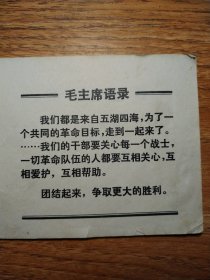 毛主席语录
我们都是来自五湖四海，为了一
个共同的革命目标，走到一起来了。
……我们的干部要关心每一个战士，
一切革命队伍的人都要互相关心，互
相爱护，互相帮助。
团结起来，争取更大的胜利。